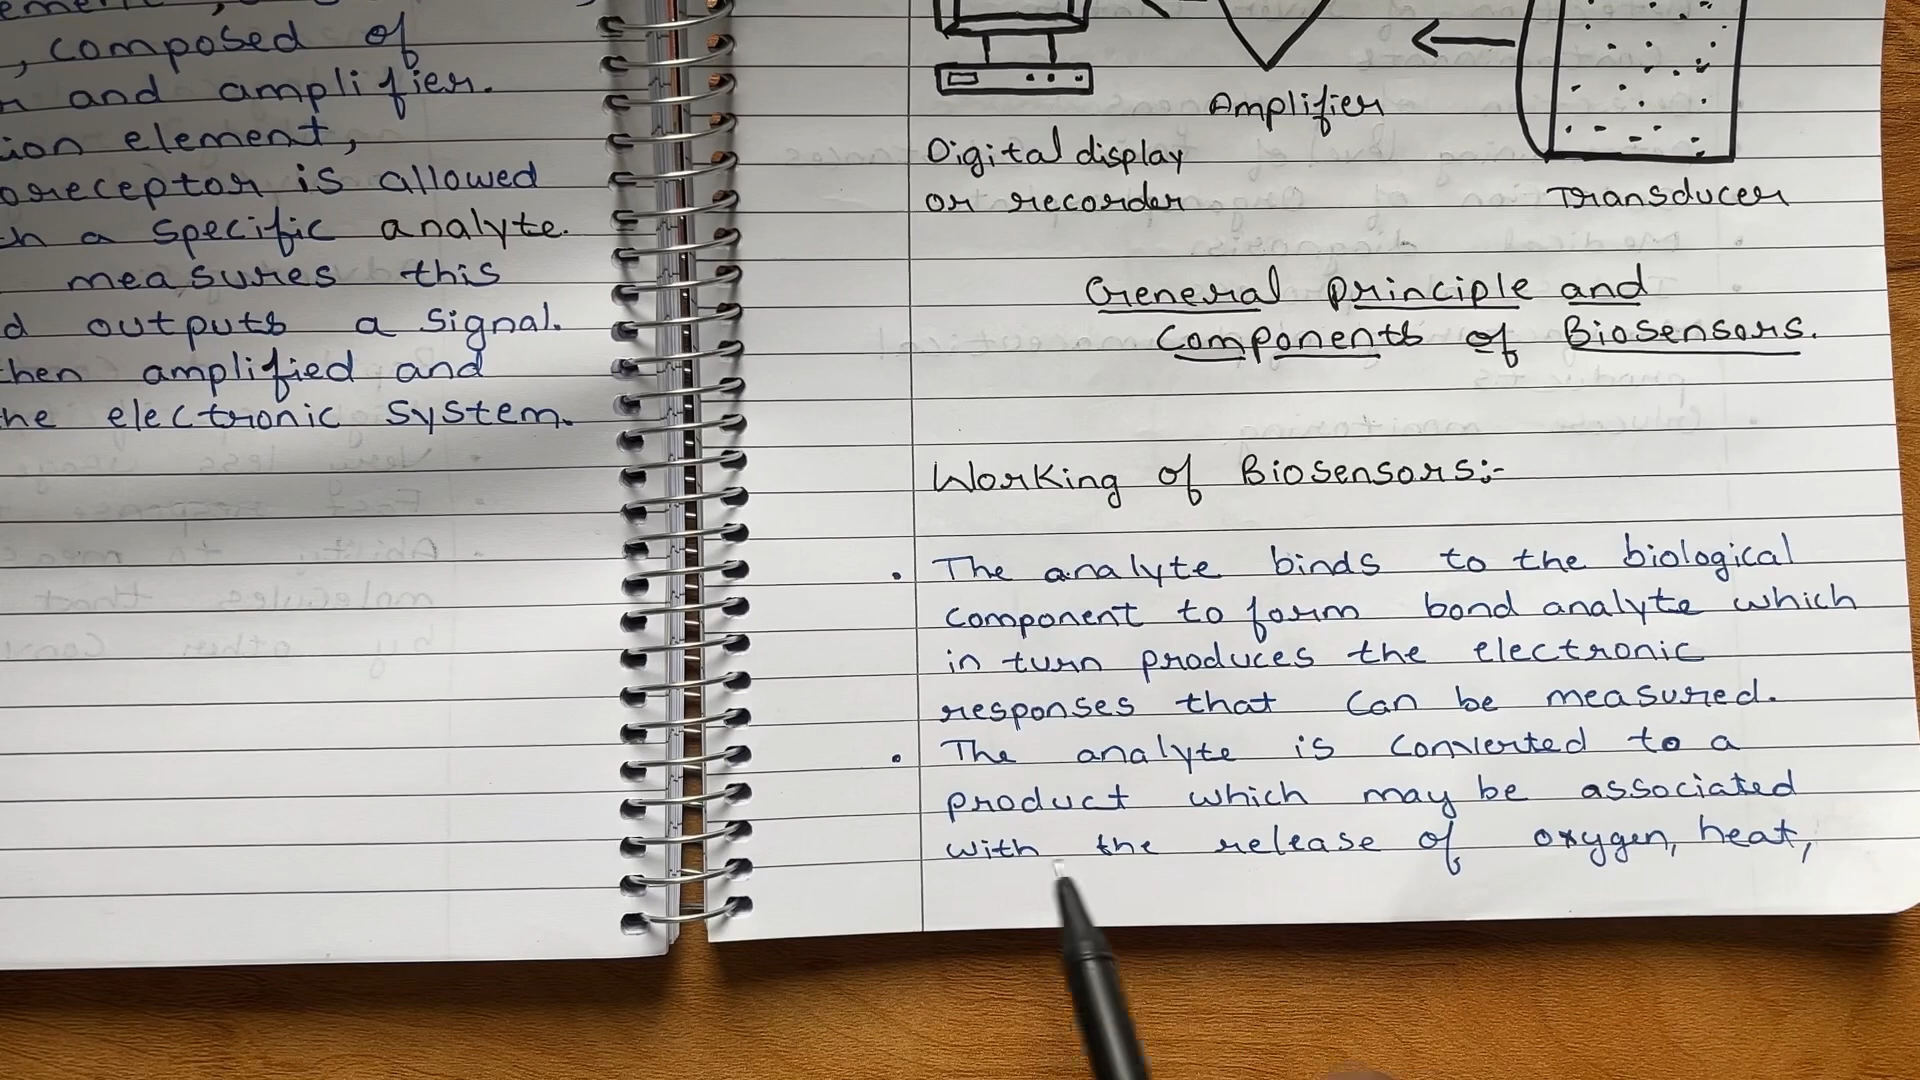 , composed of
and amplifier.
element,
is allowed
a specific analyte.
measures this
outputs a signal.
amplified and
electronic system.
Amplifier
Digital display
or recorder
Transducer
General principle and
components of Biosensors.
Working of Biosensors:-
• The analyte binds to the biological
component to form bond analyte which
in turn produces the electronic
responses that can be measured.
• The analyte is converted to a
product which may be associated
with the release of oxygen, heat,